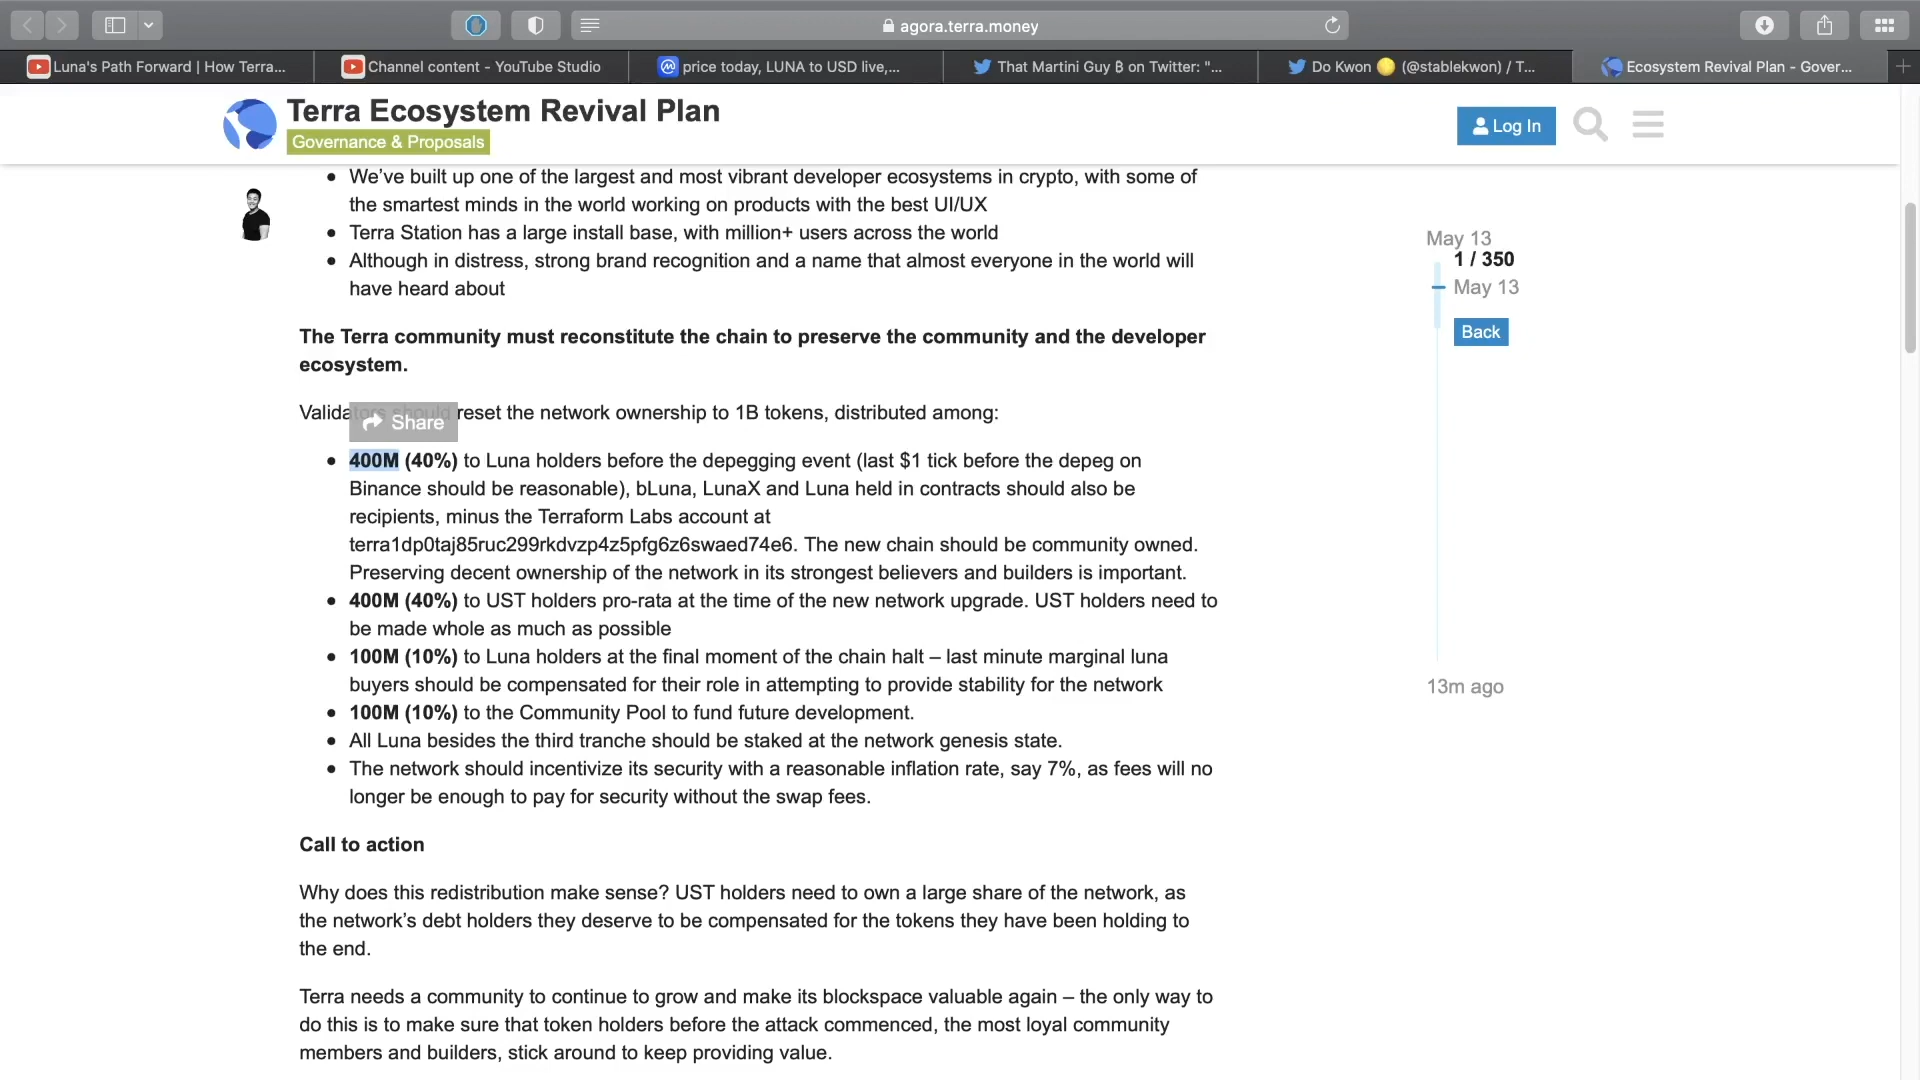 agora.terra.money
Luna's Path Forward | How Terra...
Channel content - YouTube Studio
price today, LUNA to USD live,...
That Martini Guy ₿ on Twitter: "...
Do Kwon 🌕 (@stablekwon) / T...
Ecosystem Revival Plan - Gover...
Terra Ecosystem Revival Plan
Governance & Proposals
Log In
• We’ve built up one of the largest and most vibrant developer ecosystems in crypto, with some of
the smartest minds in the world working on products with the best UI/UX
• Terra Station has a large install base, with million+ users across the world
• Although in distress, strong brand recognition and a name that almost everyone in the world will
have heard about
May 13
1 / 350
May 13
Back
13m ago
The Terra community must reconstitute the chain to preserve the community and the developer
ecosystem.
Validators should reset the network ownership to 1B tokens, distributed among:
Share
• 400M (40%) to Luna holders before the depegging event (last $1 tick before the depeg on
Binance should be reasonable), bLuna, LunaX and Luna held in contracts should also be
recipients, minus the Terraform Labs account at
terra1dp0taj85ruc299rkdvzp4z5pfg6z6swaed74e6. The new chain should be community owned.
Preserving decent ownership of the network in its strongest believers and builders is important.
• 400M (40%) to UST holders pro-rata at the time of the new network upgrade. UST holders need to
be made whole as much as possible
• 100M (10%) to Luna holders at the final moment of the chain halt – last minute marginal luna
buyers should be compensated for their role in attempting to provide stability for the network
• 100M (10%) to the Community Pool to fund future development.
• All Luna besides the third tranche should be staked at the network genesis state.
• The network should incentivize its security with a reasonable inflation rate, say 7%, as fees will no
longer be enough to pay for security without the swap fees.
Call to action
Why does this redistribution make sense? UST holders need to own a large share of the network, as
the network’s debt holders they deserve to be compensated for the tokens they have been holding to
the end.
Terra needs a community to continue to grow and make its blockspace valuable again – the only way to
do this is to make sure that token holders before the attack commenced, the most loyal community
members and builders, stick around to keep providing value.